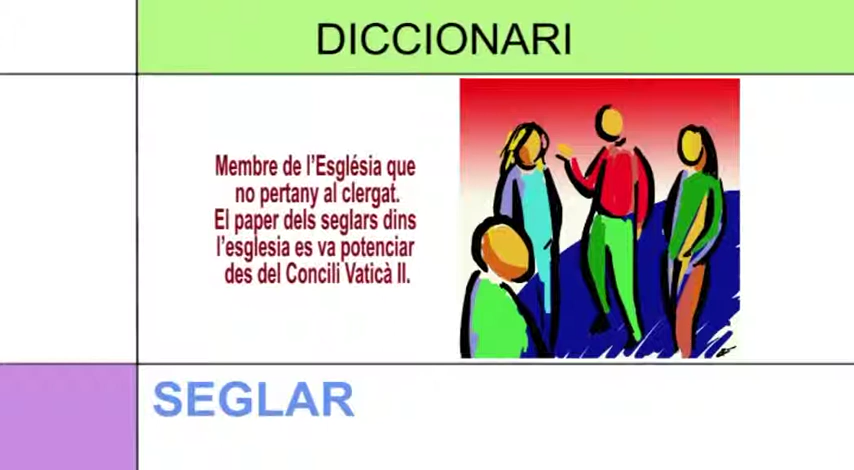 DICCIONARI
Membre de l'Església que
no pertany al clergat.
El paper dels seglars dins
l'esglesia es va potenciar
des del Concili Vaticà II.
SEGLAR